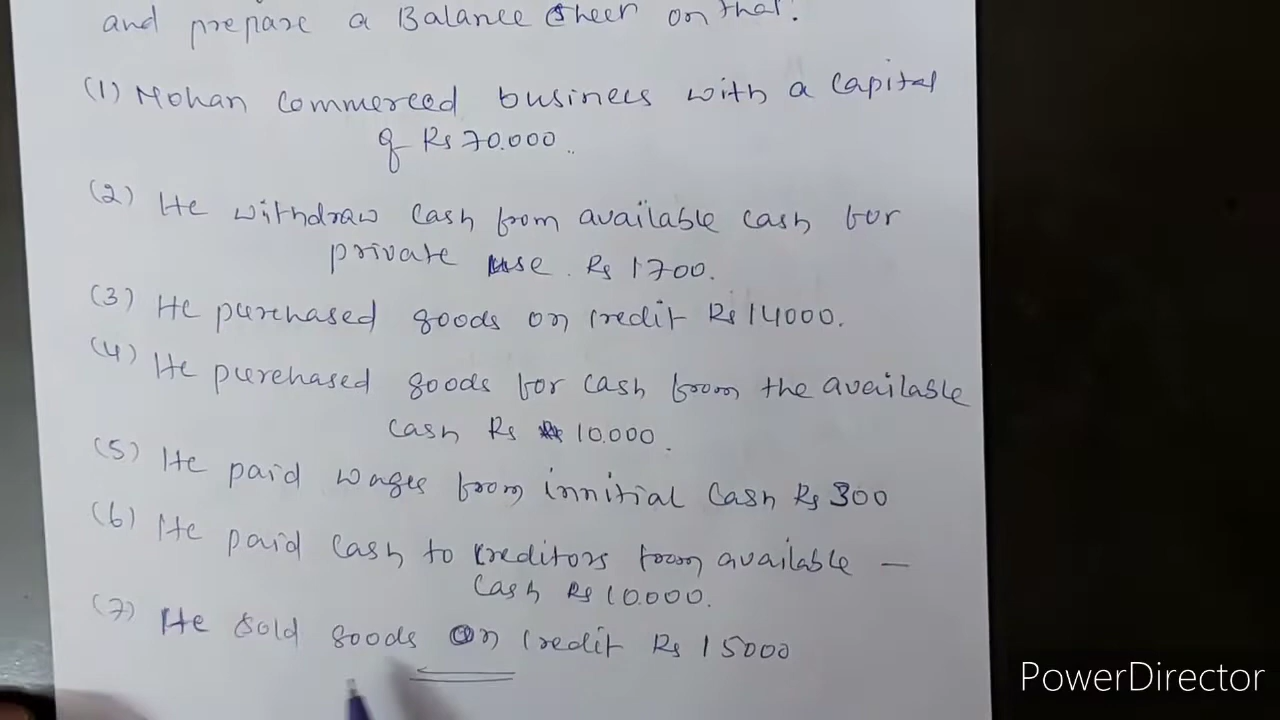 and prepare a Balance Sheet on that.
(1) Mohan Commerced business with a capital
of Rs 70.000.
(2) He withdraw cash from available cash for
private use. Rs 1700.
(3) He purchased goods on credit Rs 14000.
(4) He purchased goods for cash from the available
cash Rs 10.000.
(5) He paid wages from innitial Cash Rs 300
(6) He paid cash to creditors from available —
Cash Rs 10.000.
(7) He sold goods on credit Rs 15000
PowerDirector